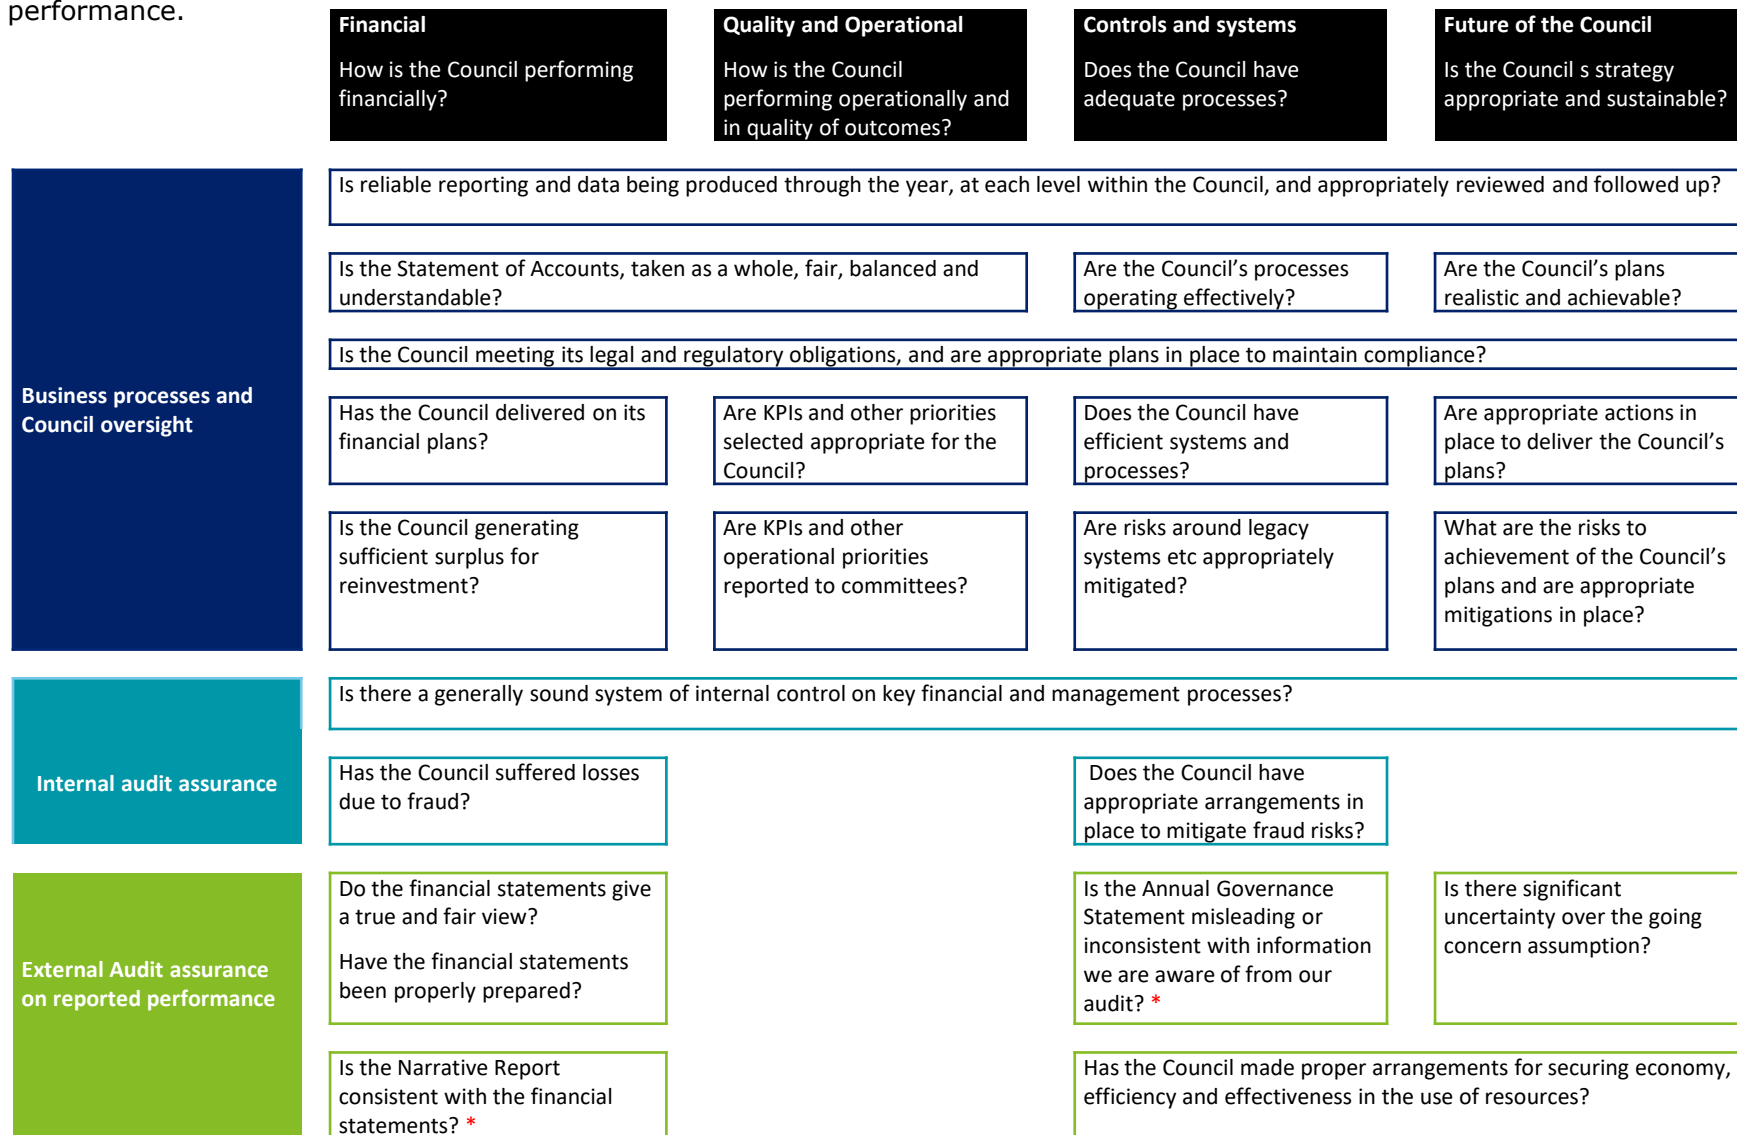 performance.
Financial
How is the Council performing
financially?
Quality and Operational
How is the Council
performing operationally and
in quality of outcomes?
Controls and systems
Does the Council have
adequate processes?
Future of the Council
Is the Council s strategy
appropriate and sustainable?
Business processes and
Council oversight
Is reliable reporting and data being produced through the year, at each level within the Council, and appropriately reviewed and followed up?
Is the Statement of Accounts, taken as a whole, fair, balanced and
understandable?
Are the Council’s processes
operating effectively?
Are the Council’s plans
realistic and achievable?
Is the Council meeting its legal and regulatory obligations, and are appropriate plans in place to maintain compliance?
Has the Council delivered on its
financial plans?
Are KPIs and other priorities
selected appropriate for the
Council?
Does the Council have
efficient systems and
processes?
Are appropriate actions in
place to deliver the Council’s
plans?
Is the Council generating
sufficient surplus for
reinvestment?
Are KPIs and other
operational priorities
reported to committees?
Are risks around legacy
systems etc appropriately
mitigated?
What are the risks to
achievement of the Council’s
plans and are appropriate
mitigations in place?
Internal audit assurance
Is there a generally sound system of internal control on key financial and management processes?
Has the Council suffered losses
due to fraud?
Does the Council have
appropriate arrangements in
place to mitigate fraud risks?
External Audit assurance
on reported performance
Do the financial statements give
a true and fair view?
Have the financial statements
been properly prepared?
Is the Annual Governance
Statement misleading or
inconsistent with information
we are aware of from our
audit? *
Is there significant
uncertainty over the going
concern assumption?
Is the Narrative Report
consistent with the financial
statements? *
Has the Council made proper arrangements for securing economy,
efficiency and effectiveness in the use of resources?